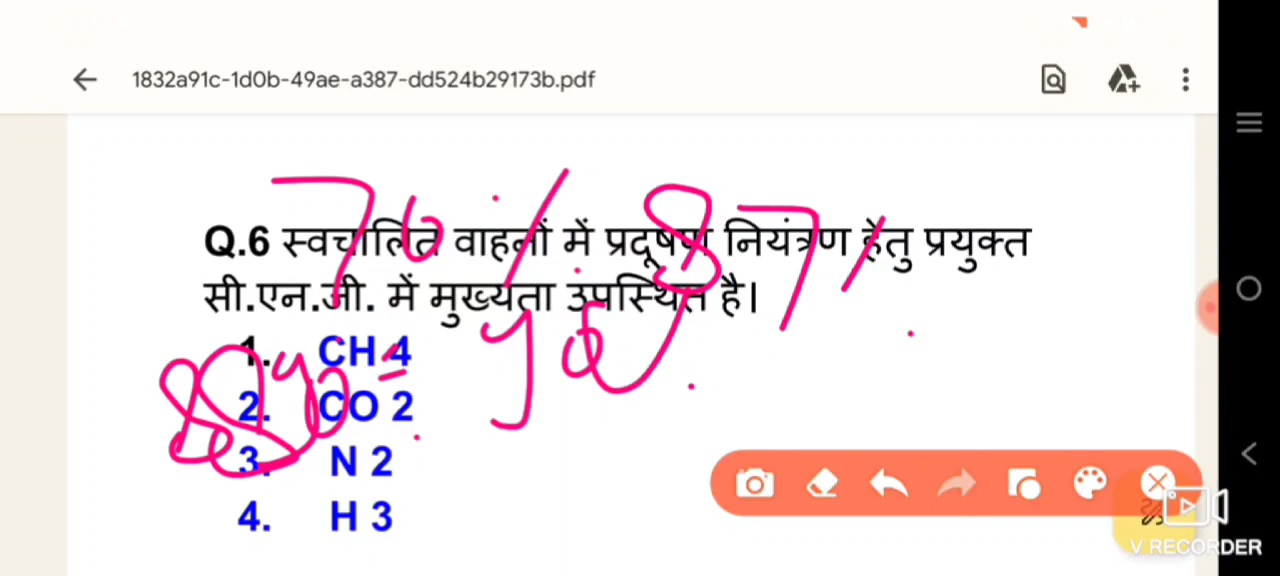 1832a91c-1d0b-49ae-a387-dd524b29173b.pdf
Q.6 स्वचालित वाहनों में प्रदूषण नियंत्रण हेतु प्रयुक्त
सी.एन.जी. में मुख्यता उपस्थित है।
1. CH 4
2. CO 2
3. N 2
4. H 3
V RECORDER